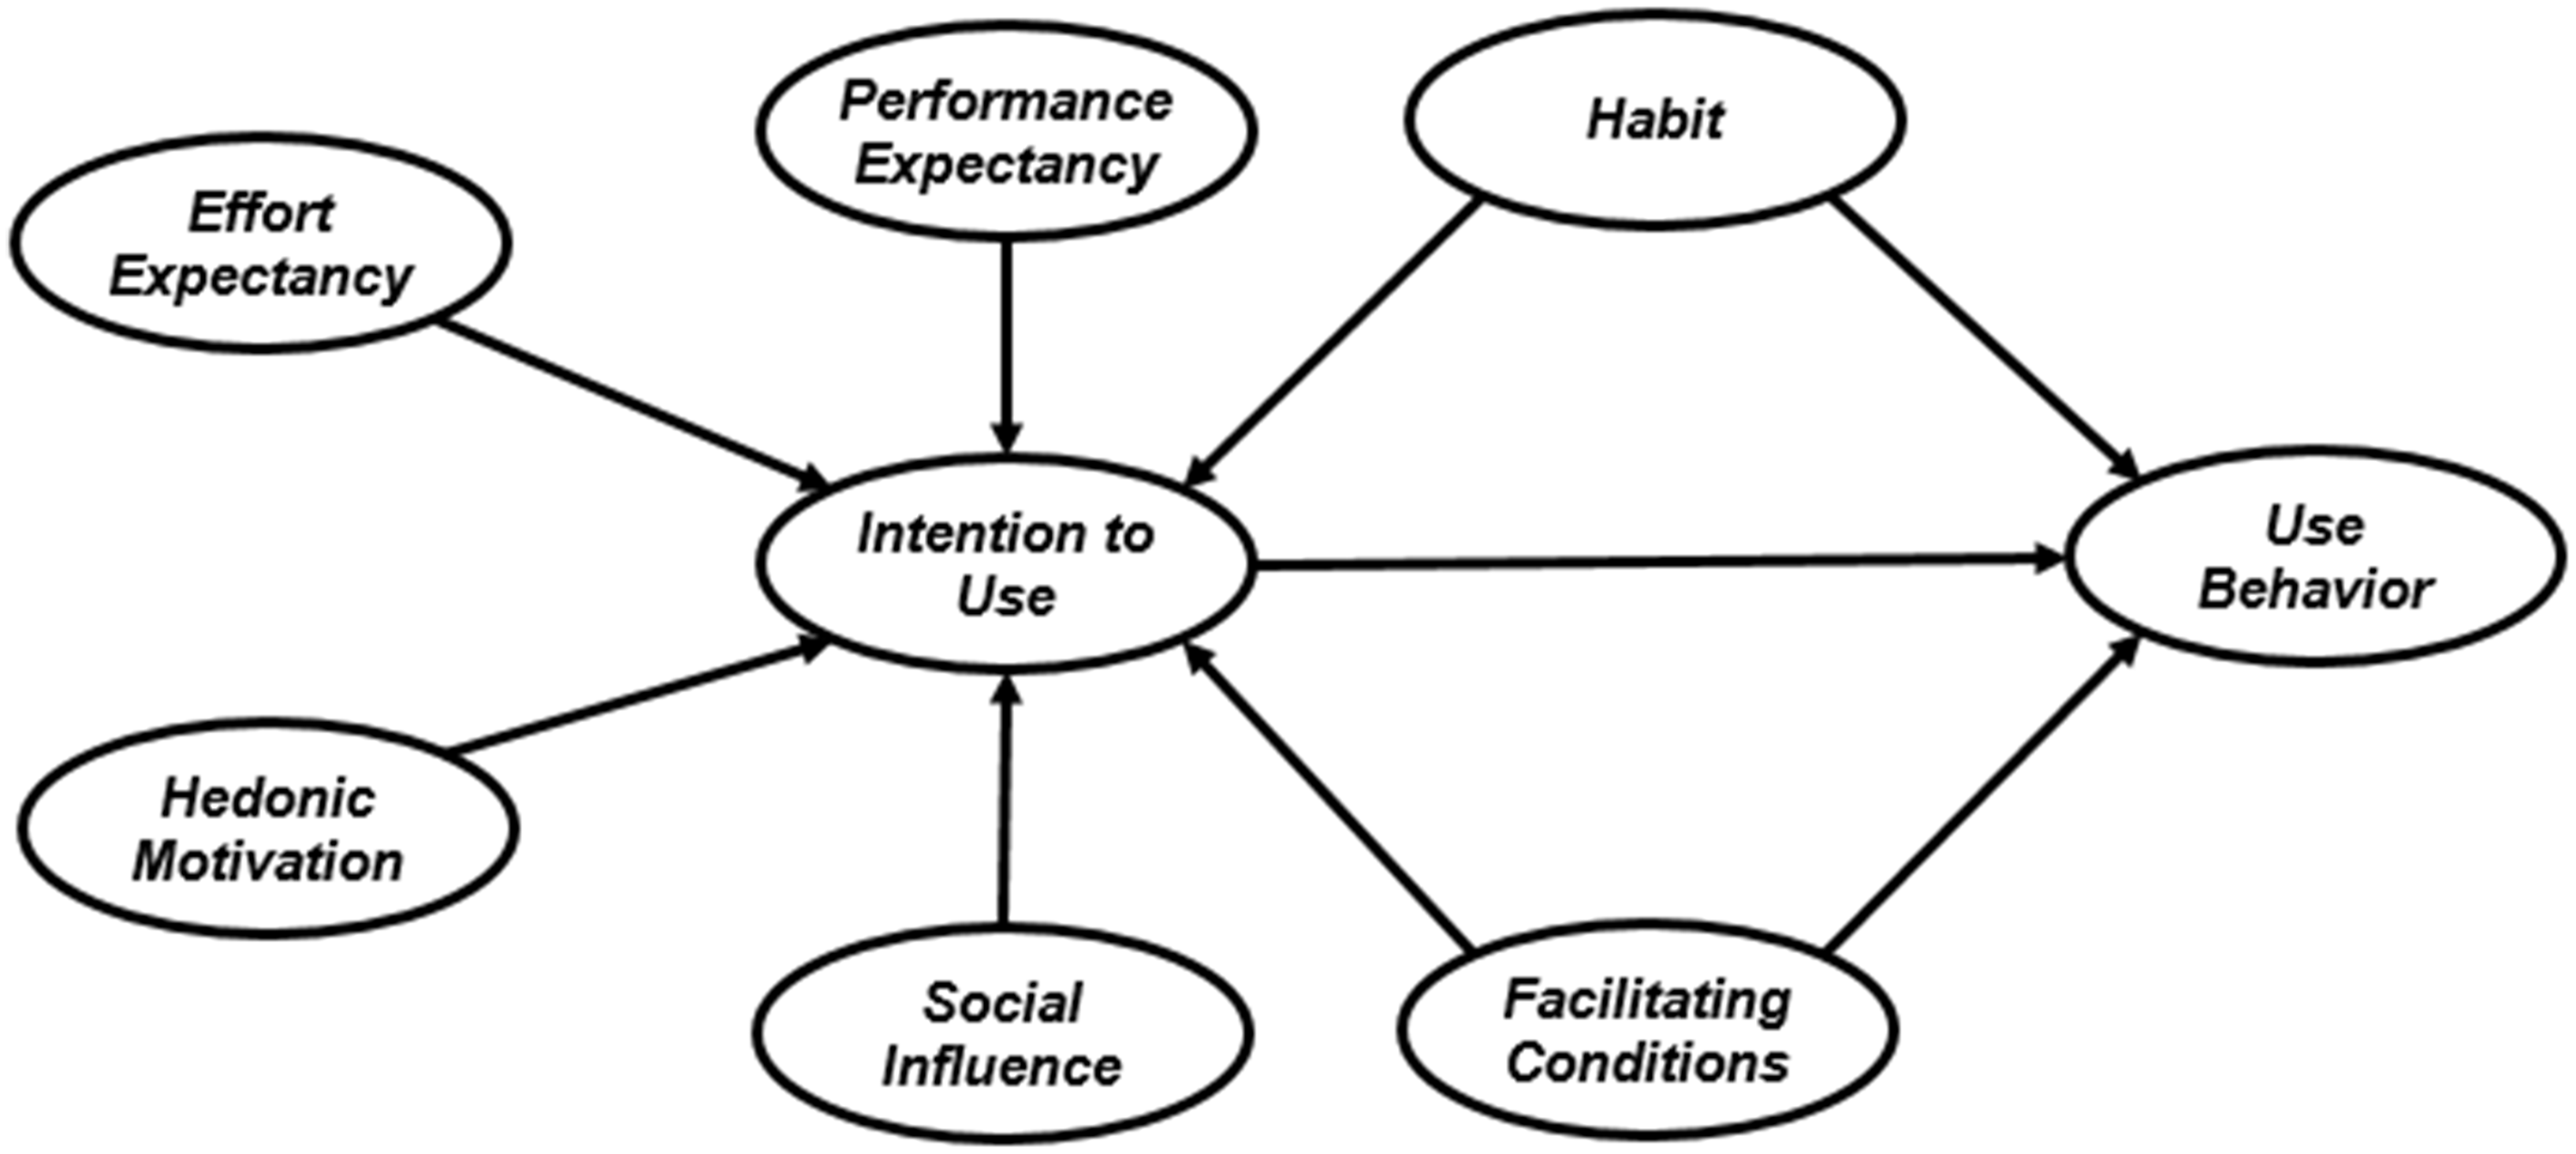 Performance
Expectancy
Habit
Effort
Expectancy
Intention to
Use
Use
Behavior
Hedonic
Motivation
Social
Influence
Facilitating
Conditions